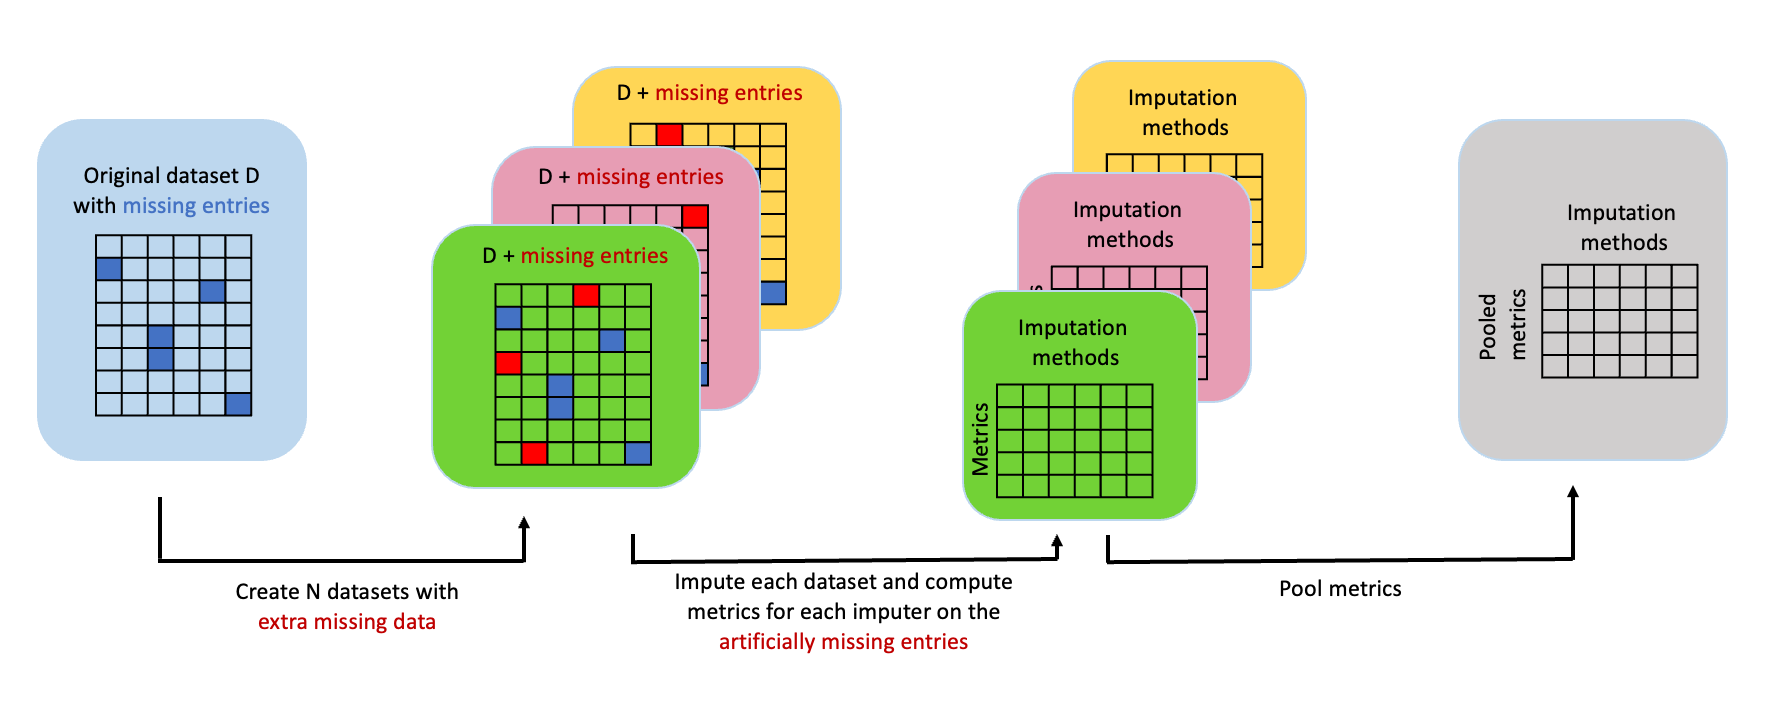 Original dataset D
with missing entries
D + missing entries
D + missing entries
D + missing entries
Create N datasets with
extra missing data
Imputation
methods
Imputation
methods
s
Imputation
methods
Metrics
Impute each dataset and compute
metrics for each imputer on the
artificially missing entries
Imputation
methods
Pooled
metrics
Pool metrics